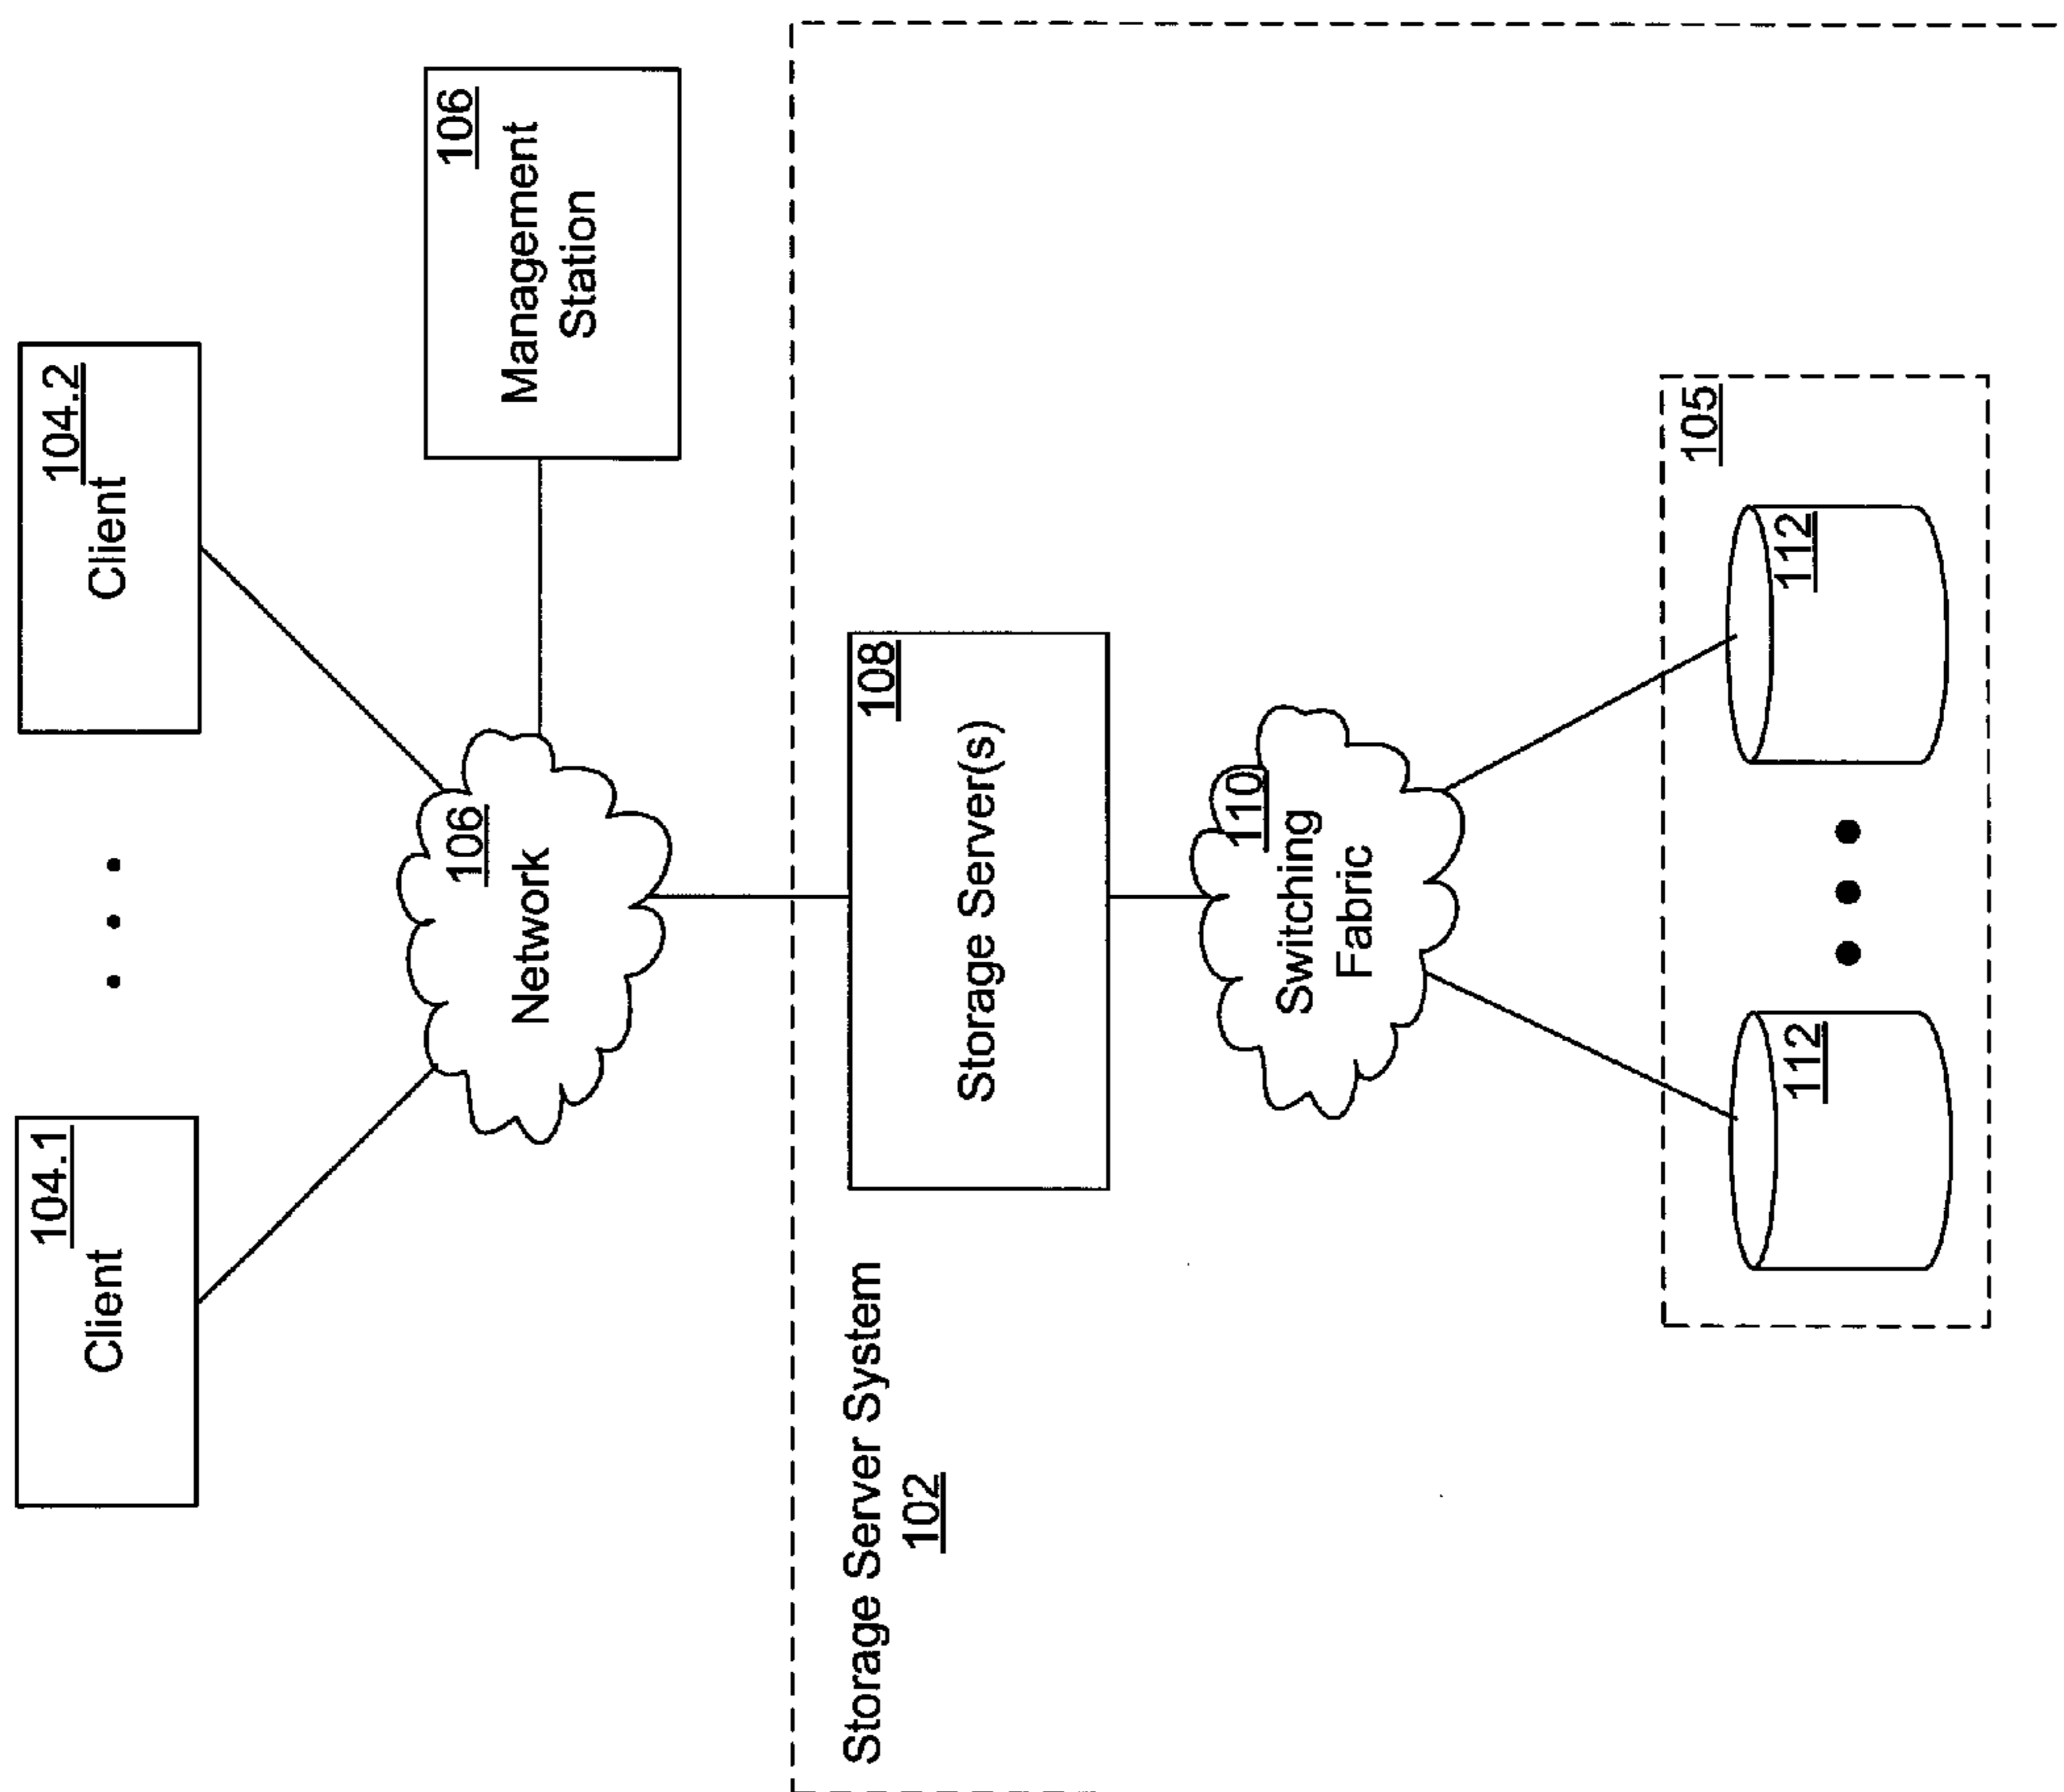 104.1
Client
104.2
Client
106
Network
106
Management
Station
Storage Server System
102
108
Storage Server(s)
110
Switching
Fabric
105
112
112